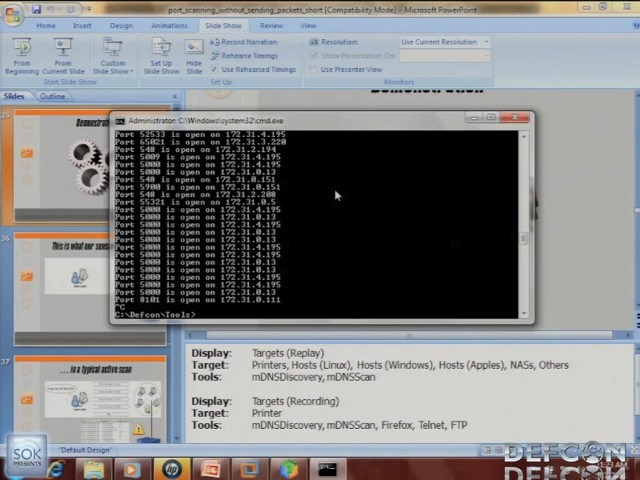 port_scanning_without_sending_packets_short [Compatibility Mode] - Microsoft PowerPoint
Home Insert Design Animations Slide Show Review View
From Beginning
From Current Slide
Custom Slide Show
Set Up Slide Show
Hide Slide
Record Narration
Rehearse Timings
Use Rehearsed Timings
Resolution: Use Current Resolution
Show Presentation On:
Use Presenter View
Start Slide Show Set Up Monitors
Slides Outline
Demonstration
35
36
This is what our
37
... in a typical active scan
Administrator: C:\Windows\system32\cmd.exe
Port 52533 is open on 172.31.4.195
Port 65021 is open on 172.31.3.220
Port 548 is open on 172.31.2.194
Port 5009 is open on 172.31.4.195
Port 5000 is open on 172.31.0.13
Port 548 is open on 172.31.0.151
Port 5900 is open on 172.31.0.151
Port 548 is open on 172.31.2.208
Port 55321 is open on 172.31.0.5
Port 5000 is open on 172.31.4.195
Port 5000 is open on 172.31.0.13
Port 5000 is open on 172.31.4.195
Port 5000 is open on 172.31.0.13
Port 5000 is open on 172.31.0.13
Port 5000 is open on 172.31.4.195
Port 5000 is open on 172.31.4.195
Port 5000 is open on 172.31.0.13
Port 5000 is open on 172.31.0.13
Port 5000 is open on 172.31.4.195
Port 5000 is open on 172.31.4.195
Port 5000 is open on 172.31.0.13
Port 8101 is open on 172.31.0.111
^C
C:\Defcon\Tools>
Display: Targets (Replay)
Target: Printers, Hosts (Linux), Hosts (Windows), Hosts (Apples), NASs, Others
Tools: mDNSDiscovery, mDNSScan
Display: Targets (Recording)
Target: Printer
Tools: mDNSDiscovery, mDNSScan, Firefox, Telnet, FTP
"Default Design"
SOK
PRESENTS
DEFCON